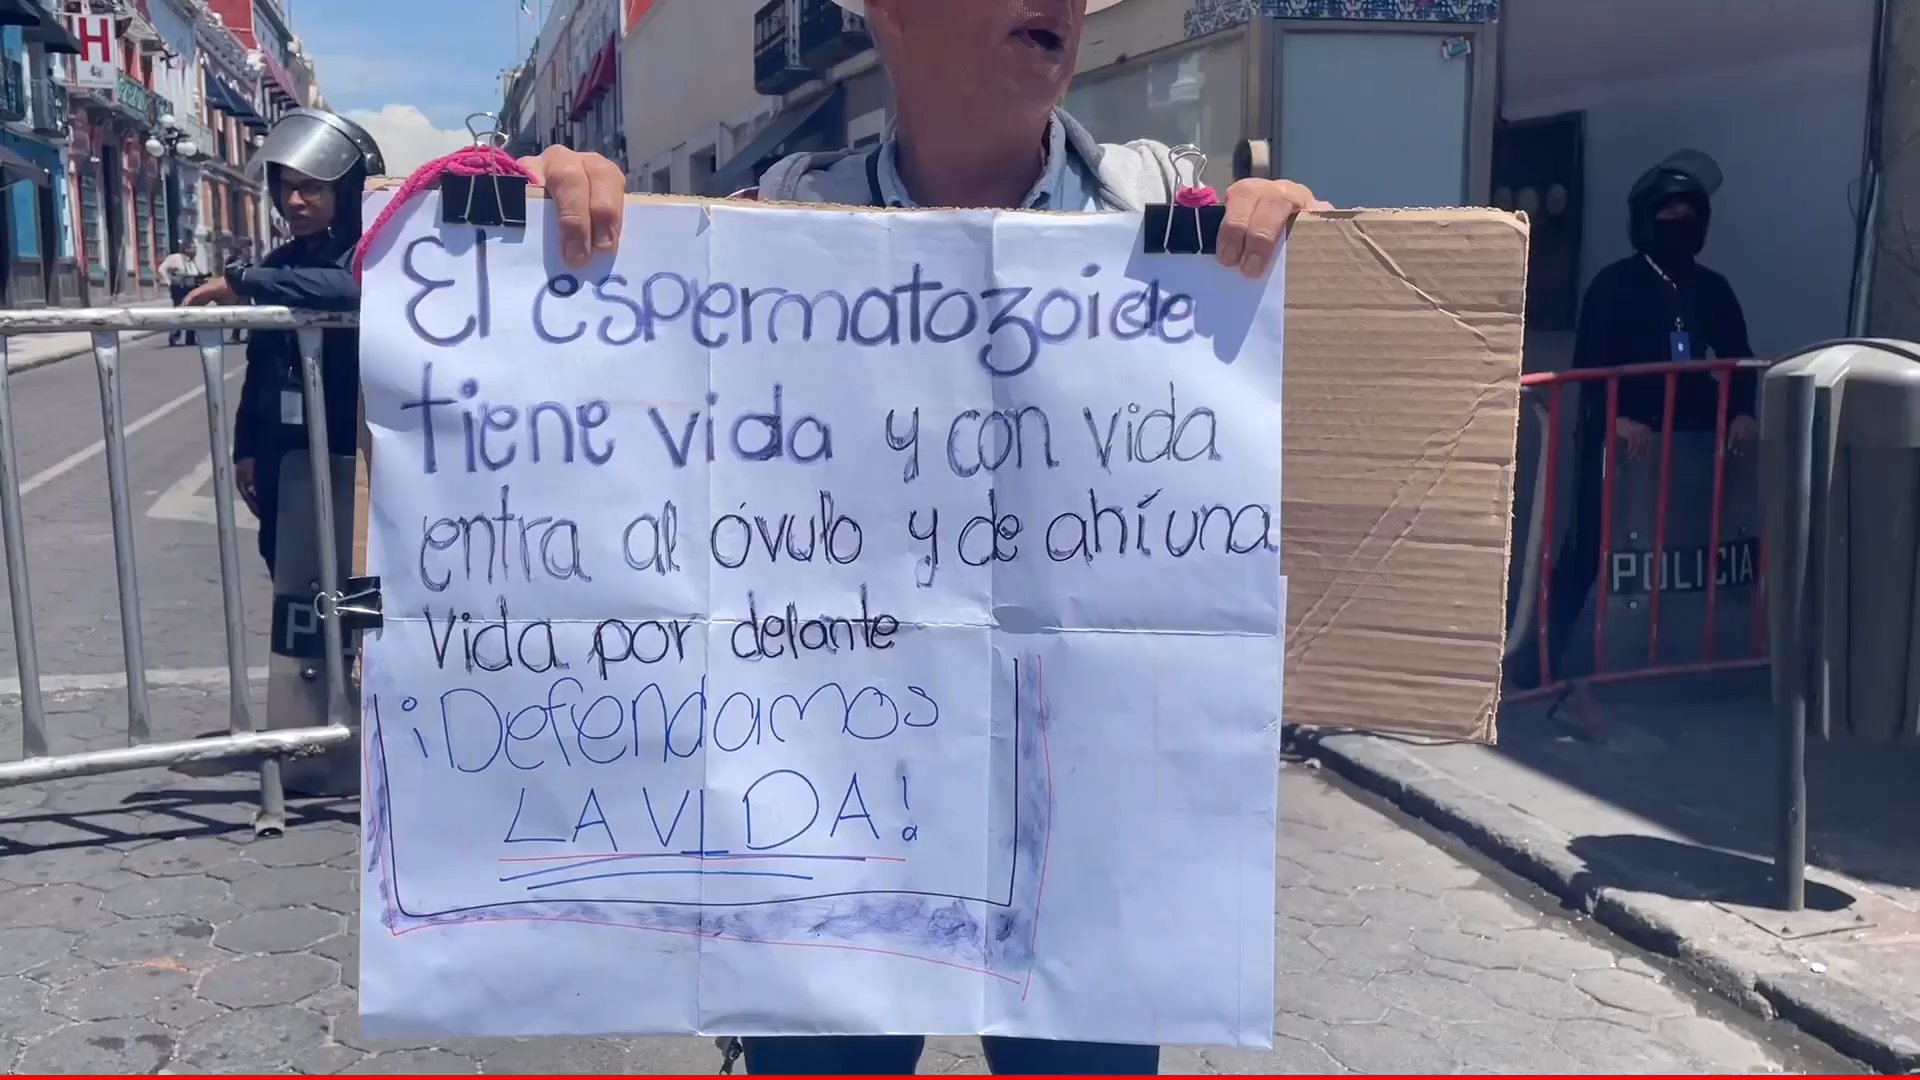 H
El espermatozoide
tiene vida y con vida
entra al óvulo y de ahí una
vida por delante
¡Defendamos
LA VIDA!
P
POLICIA